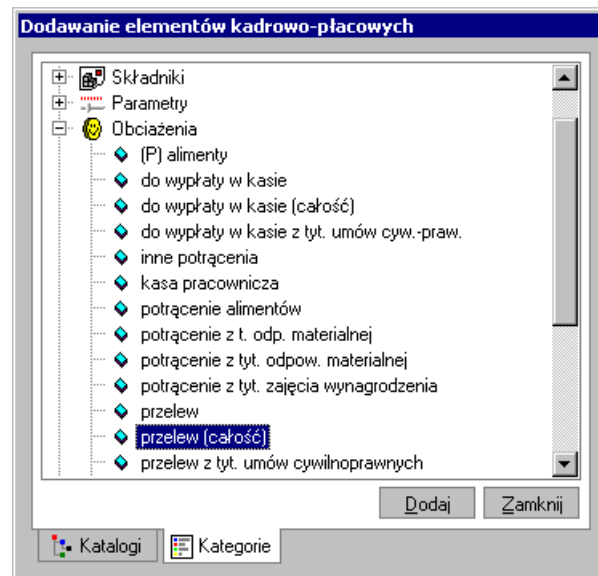 Dodawanie elementów kadrowo-płacowych
Składniki
Parametry
Obciażenia
(P) alimenty
do wypłaty w kasie
do wypłaty w kasie (całość)
do wypłaty w kasie z tyt. umów cyw.-praw.
inne potrącenia
kasa pracownicza
potrącenie alimentów
potrącenie z t. odp. materialnej
potrącenie z tyt. odpow. materialnej
potrącenie z tyt. zajęcia wynagrodzenia
przelew
przelew (całość)
przelew z tyt. umów cywilnoprawnych
Dodaj Zamknij
Katalogi Kategorie